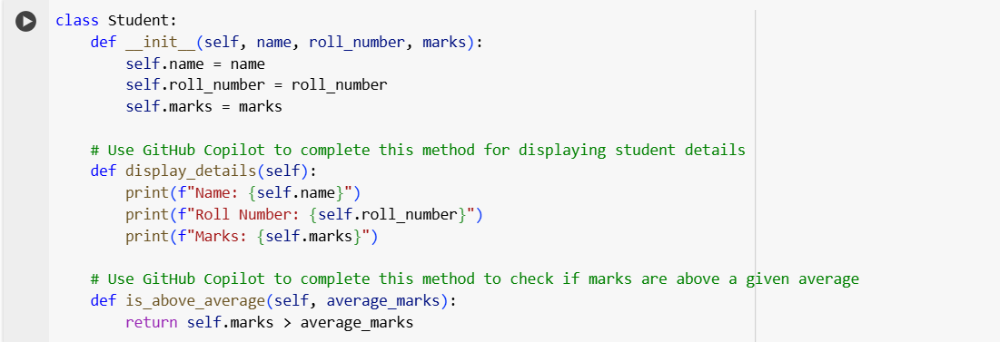 class Student:
    def __init__(self, name, roll_number, marks):
        self.name = name
        self.roll_number = roll_number
        self.marks = marks

    # Use GitHub Copilot to complete this method for displaying student details
    def display_details(self):
        print(f"Name: {self.name}")
        print(f"Roll Number: {self.roll_number}")
        print(f"Marks: {self.marks}")

    # Use GitHub Copilot to complete this method to check if marks are above a given average
    def is_above_average(self, average_marks):
        return self.marks > average_marks